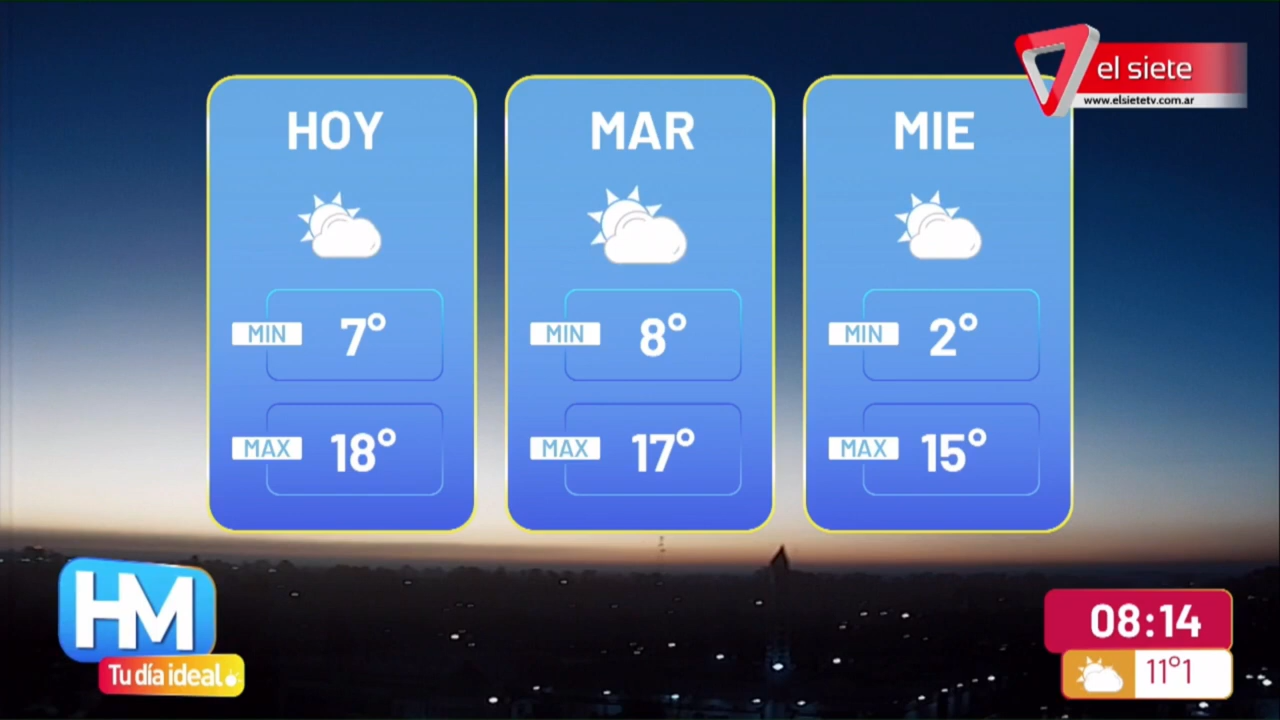 el siete
www.elsietetv.com.ar
HOY
MIN 7°
MAX 18°
MAR
MIN 8°
MAX 17°
MIE
MIN 2°
MAX 15°
HM
Tu día ideal
08:14
11°1